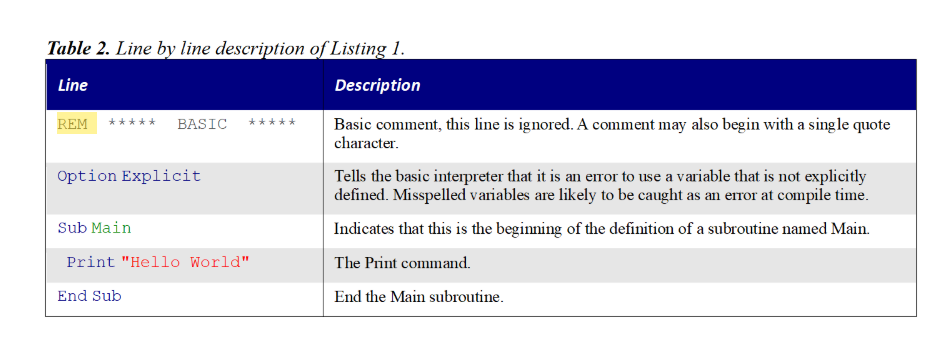 Table 2. Line by line description of Listing 1.
Line Description
REM ***** BASIC ***** Basic comment, this line is ignored. A comment may also begin with a single quote
character.
Option Explicit Tells the basic interpreter that it is an error to use a variable that is not explicitly
defined. Misspelled variables are likely to be caught as an error at compile time.
Sub Main Indicates that this is the beginning of the definition of a subroutine named Main.
Print "Hello World" The Print command.
End Sub End the Main subroutine.